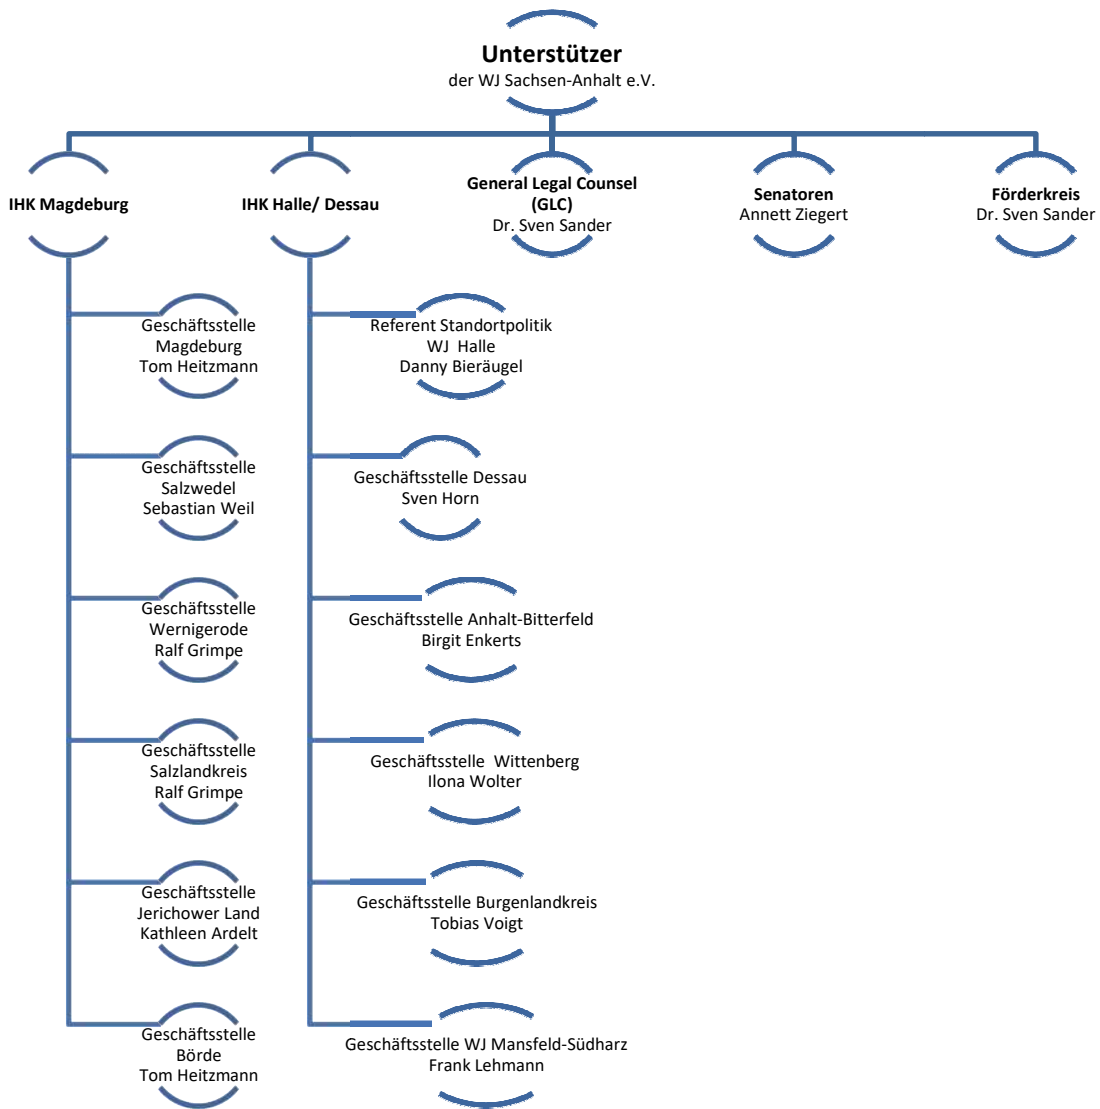 Unterstützer
der WJ Sachsen-Anhalt e.V.
IHK Magdeburg
IHK Halle/ Dessau
General Legal Counsel
(GLC)
Dr. Sven Sander
Senatoren
Annett Ziegert
Förderkreis
Dr. Sven Sander
Geschäftsstelle
Magdeburg
Tom Heitzmann
Geschäftsstelle
Salzwedel
Sebastian Weil
Geschäftsstelle
Wernigerode
Ralf Grimpe
Geschäftsstelle
Salzlandkreis
Ralf Grimpe
Geschäftsstelle
Jerichower Land
Kathleen Ardelt
Geschäftsstelle
Börde
Tom Heitzmann
Referent Standortpolitik
WJ  Halle
Danny Bieräugel
Geschäftsstelle Dessau
Sven Horn
Geschäftsstelle Anhalt-Bitterfeld
Birgit Enkerts
Geschäftsstelle  Wittenberg
Ilona Wolter
Geschäftsstelle Burgenlandkreis
Tobias Voigt
Geschäftsstelle WJ Mansfeld-Südharz
Frank Lehmann